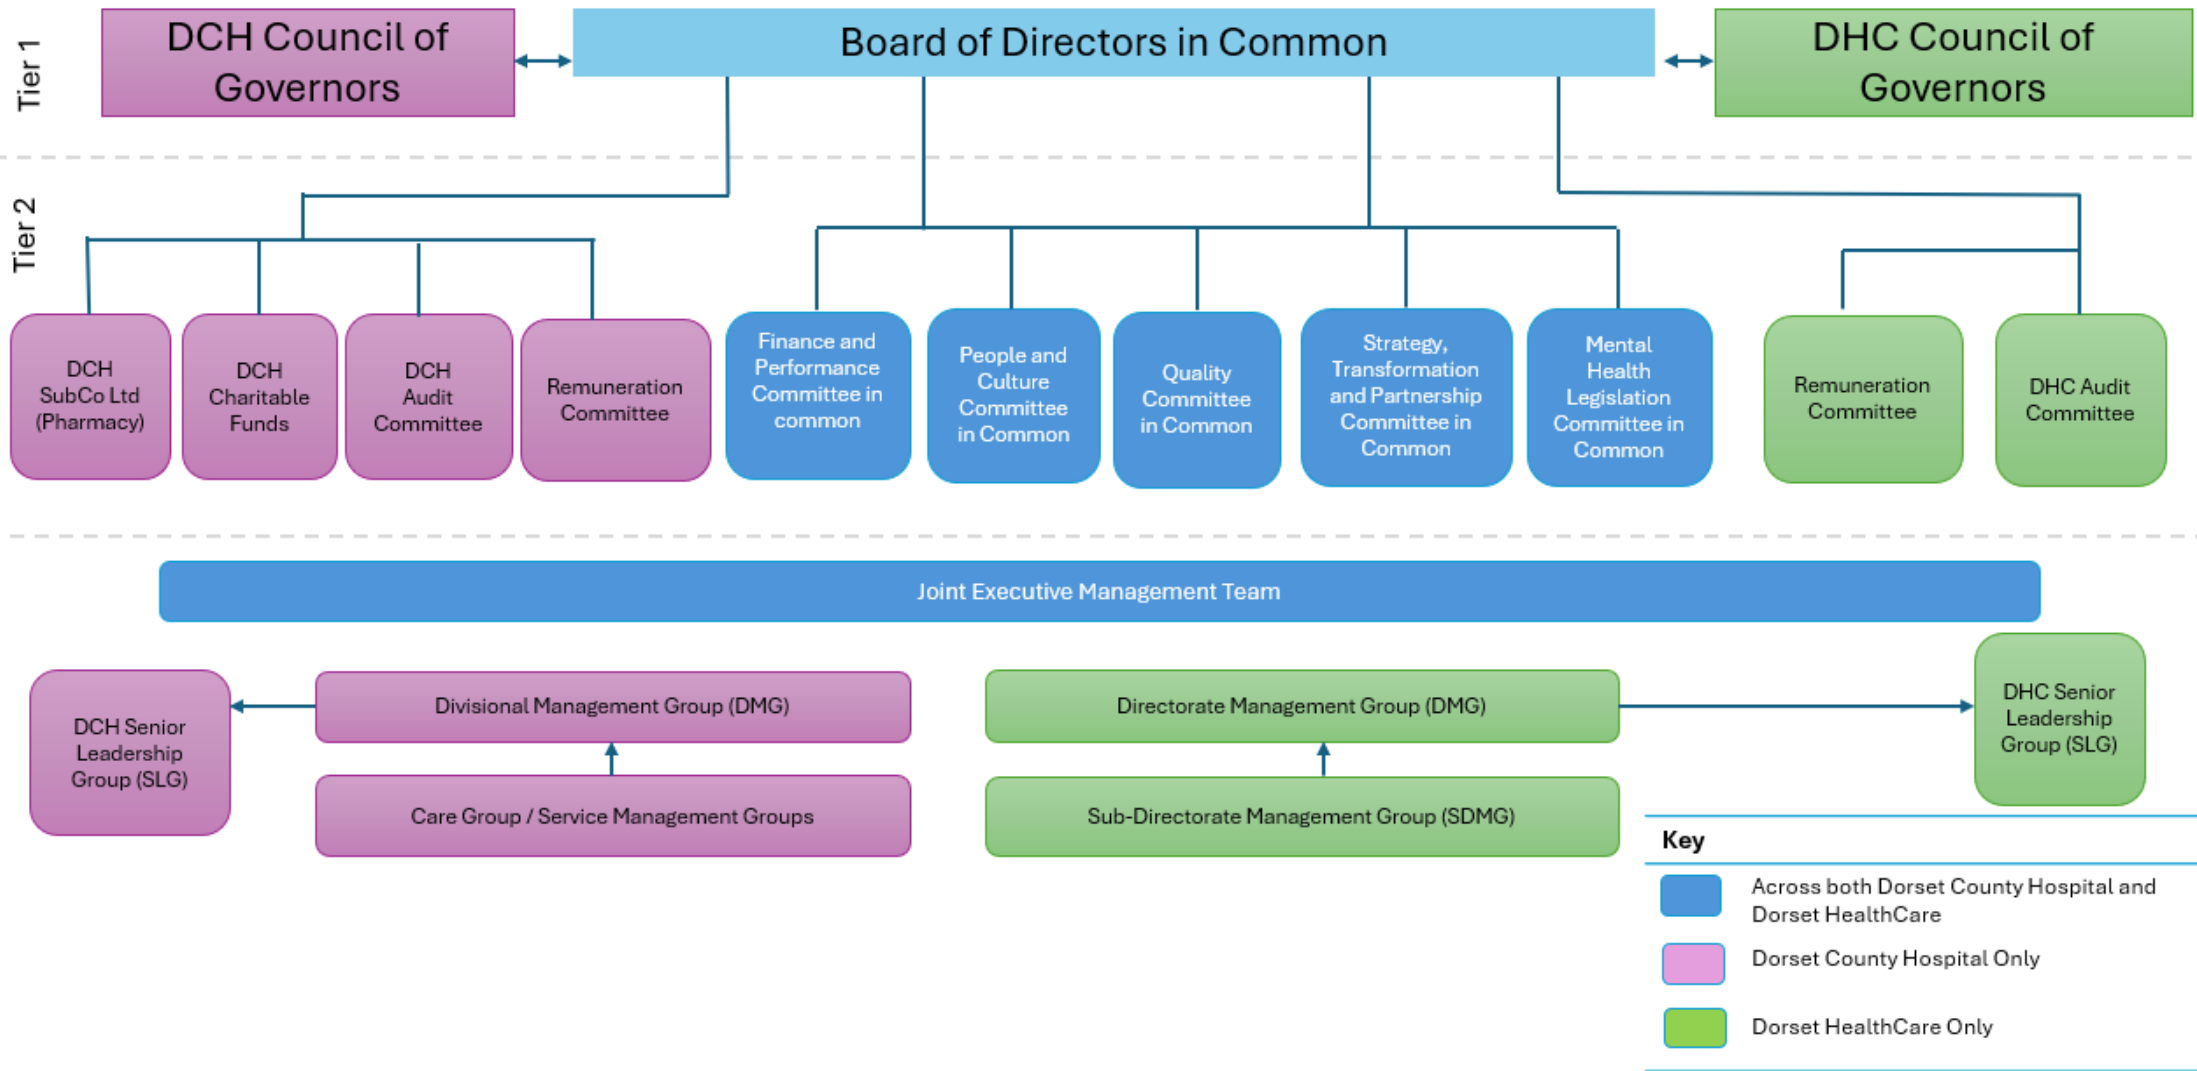 Tier 1
DCH Council of
Governors
Board of Directors in Common
DHC Council of
Governors
Tier 2
DCH
SubCo Ltd
(Pharmacy)
DCH
Charitable
Funds
DCH
Audit
Committee
Remuneration
Committee
Finance and
Performance
Committee in
common
People and
Culture
Committee
in Common
Quality
Committee
in Common
Strategy,
Transformation
and Partnership
Committee in
Common
Mental
Health
Legislation
Committee in
Common
Remuneration
Committee
DHC Audit
Committee
Joint Executive Management Team
DCH Senior
Leadership
Group (SLG)
Divisional Management Group (DMG)
Care Group / Service Management Groups
Directorate Management Group (DMG)
Sub-Directorate Management Group (SDMG)
DHC Senior
Leadership
Group (SLG)
Key
Across both Dorset County Hospital and
Dorset HealthCare
Dorset County Hospital Only
Dorset HealthCare Only